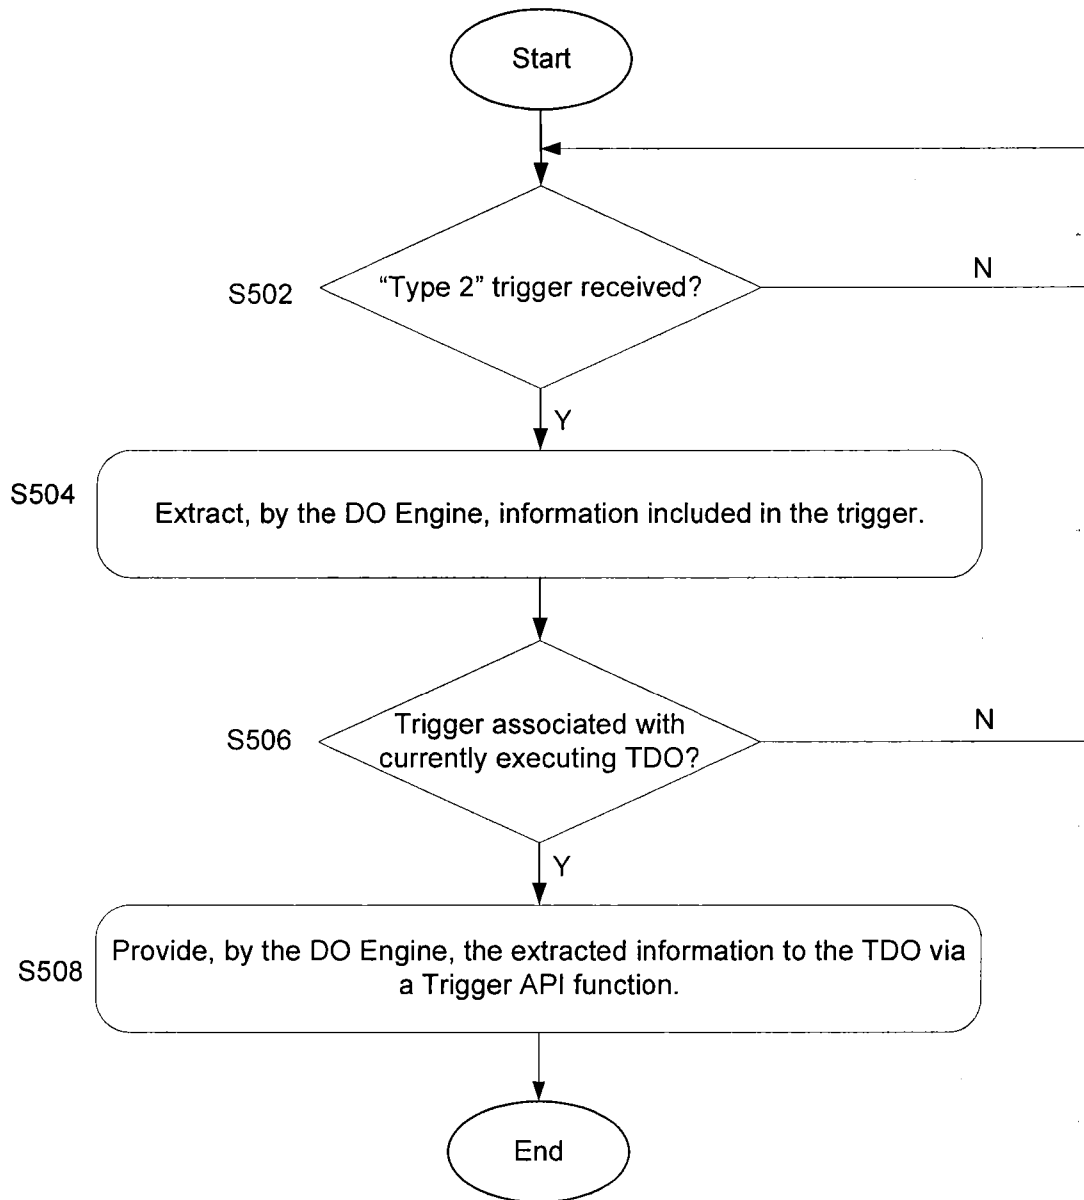 Start
S502
“Type 2” trigger received?
N
Y
S504
Extract, by the DO Engine, information included in the trigger.
S506
Trigger associated with
currently executing TDO?
N
Y
S508
Provide, by the DO Engine, the extracted information to the TDO via
a Trigger API function.
End